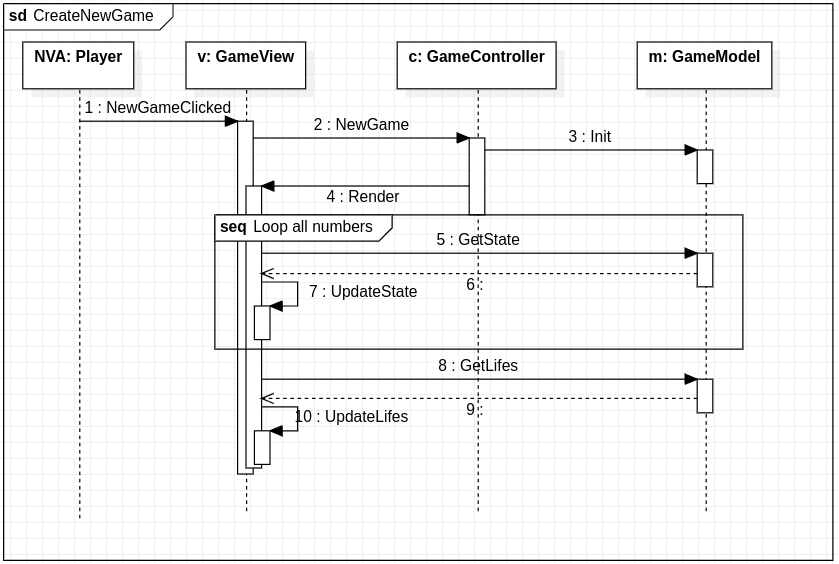 sd CreateNewGame
NVA: Player
v: GameView
c: GameController
m: GameModel
1 : NewGameClicked
2 : NewGame
3 : Init
4 : Render
seq Loop all numbers
5 : GetState
6 :
7 : UpdateState
8 : GetLifes
9 :
10 : UpdateLifes